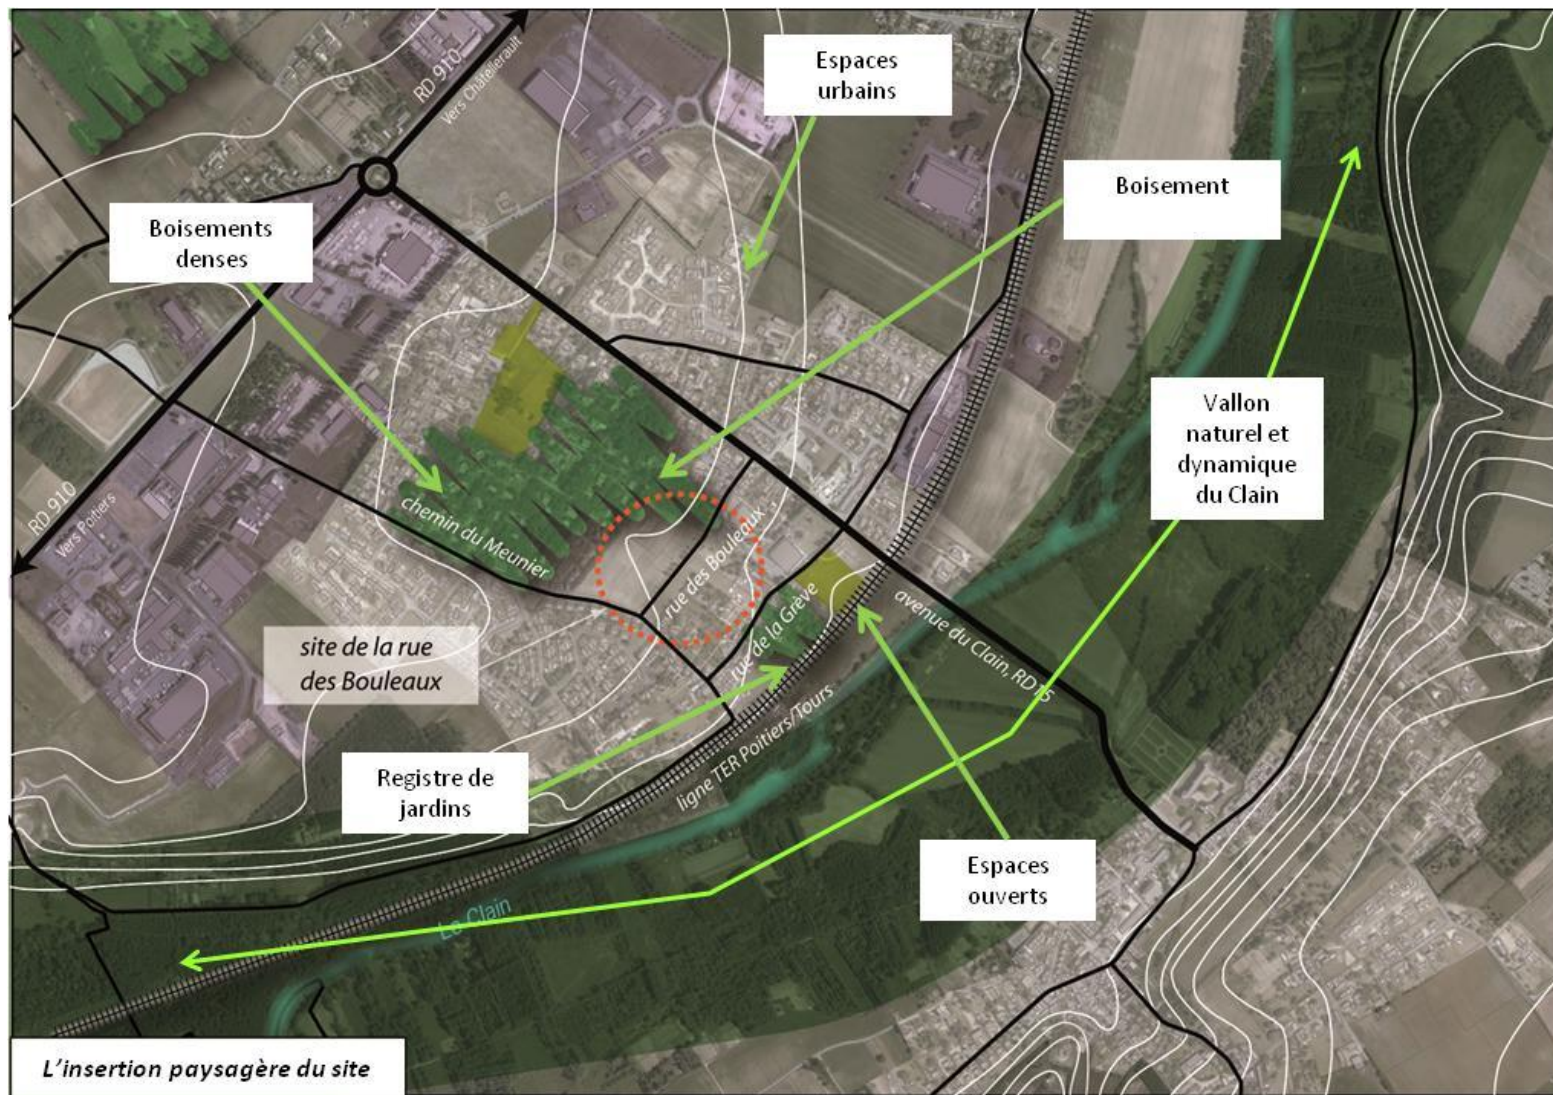 RD 910
Vers Châtellerault
Espaces
urbains
Boisement
Boisements
denses
Vallon
naturel et
dynamique
du Clain
RD 910
Vers Poitiers
chemin du Meunier
rue des Bouleaux
rue de la Grève
avenue du Clain, RD15
site de la rue
des Bouleaux
ligne TER Poitiers/Tours
Registre de
jardins
Espaces
ouverts
Le Clain
L'insertion paysagère du site